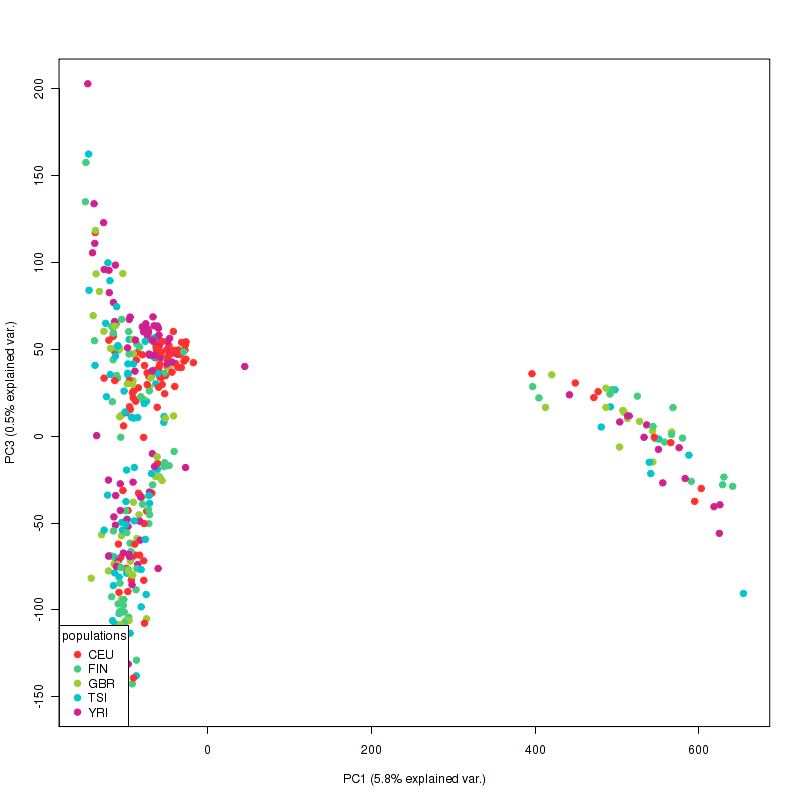 200
150
100
50
0
-50
-100
-150
PC3 (0.5% explained var.)
populations
CEU
FIN
GBR
TSI
YRI
0 200 400 600
PC1 (5.8% explained var.)